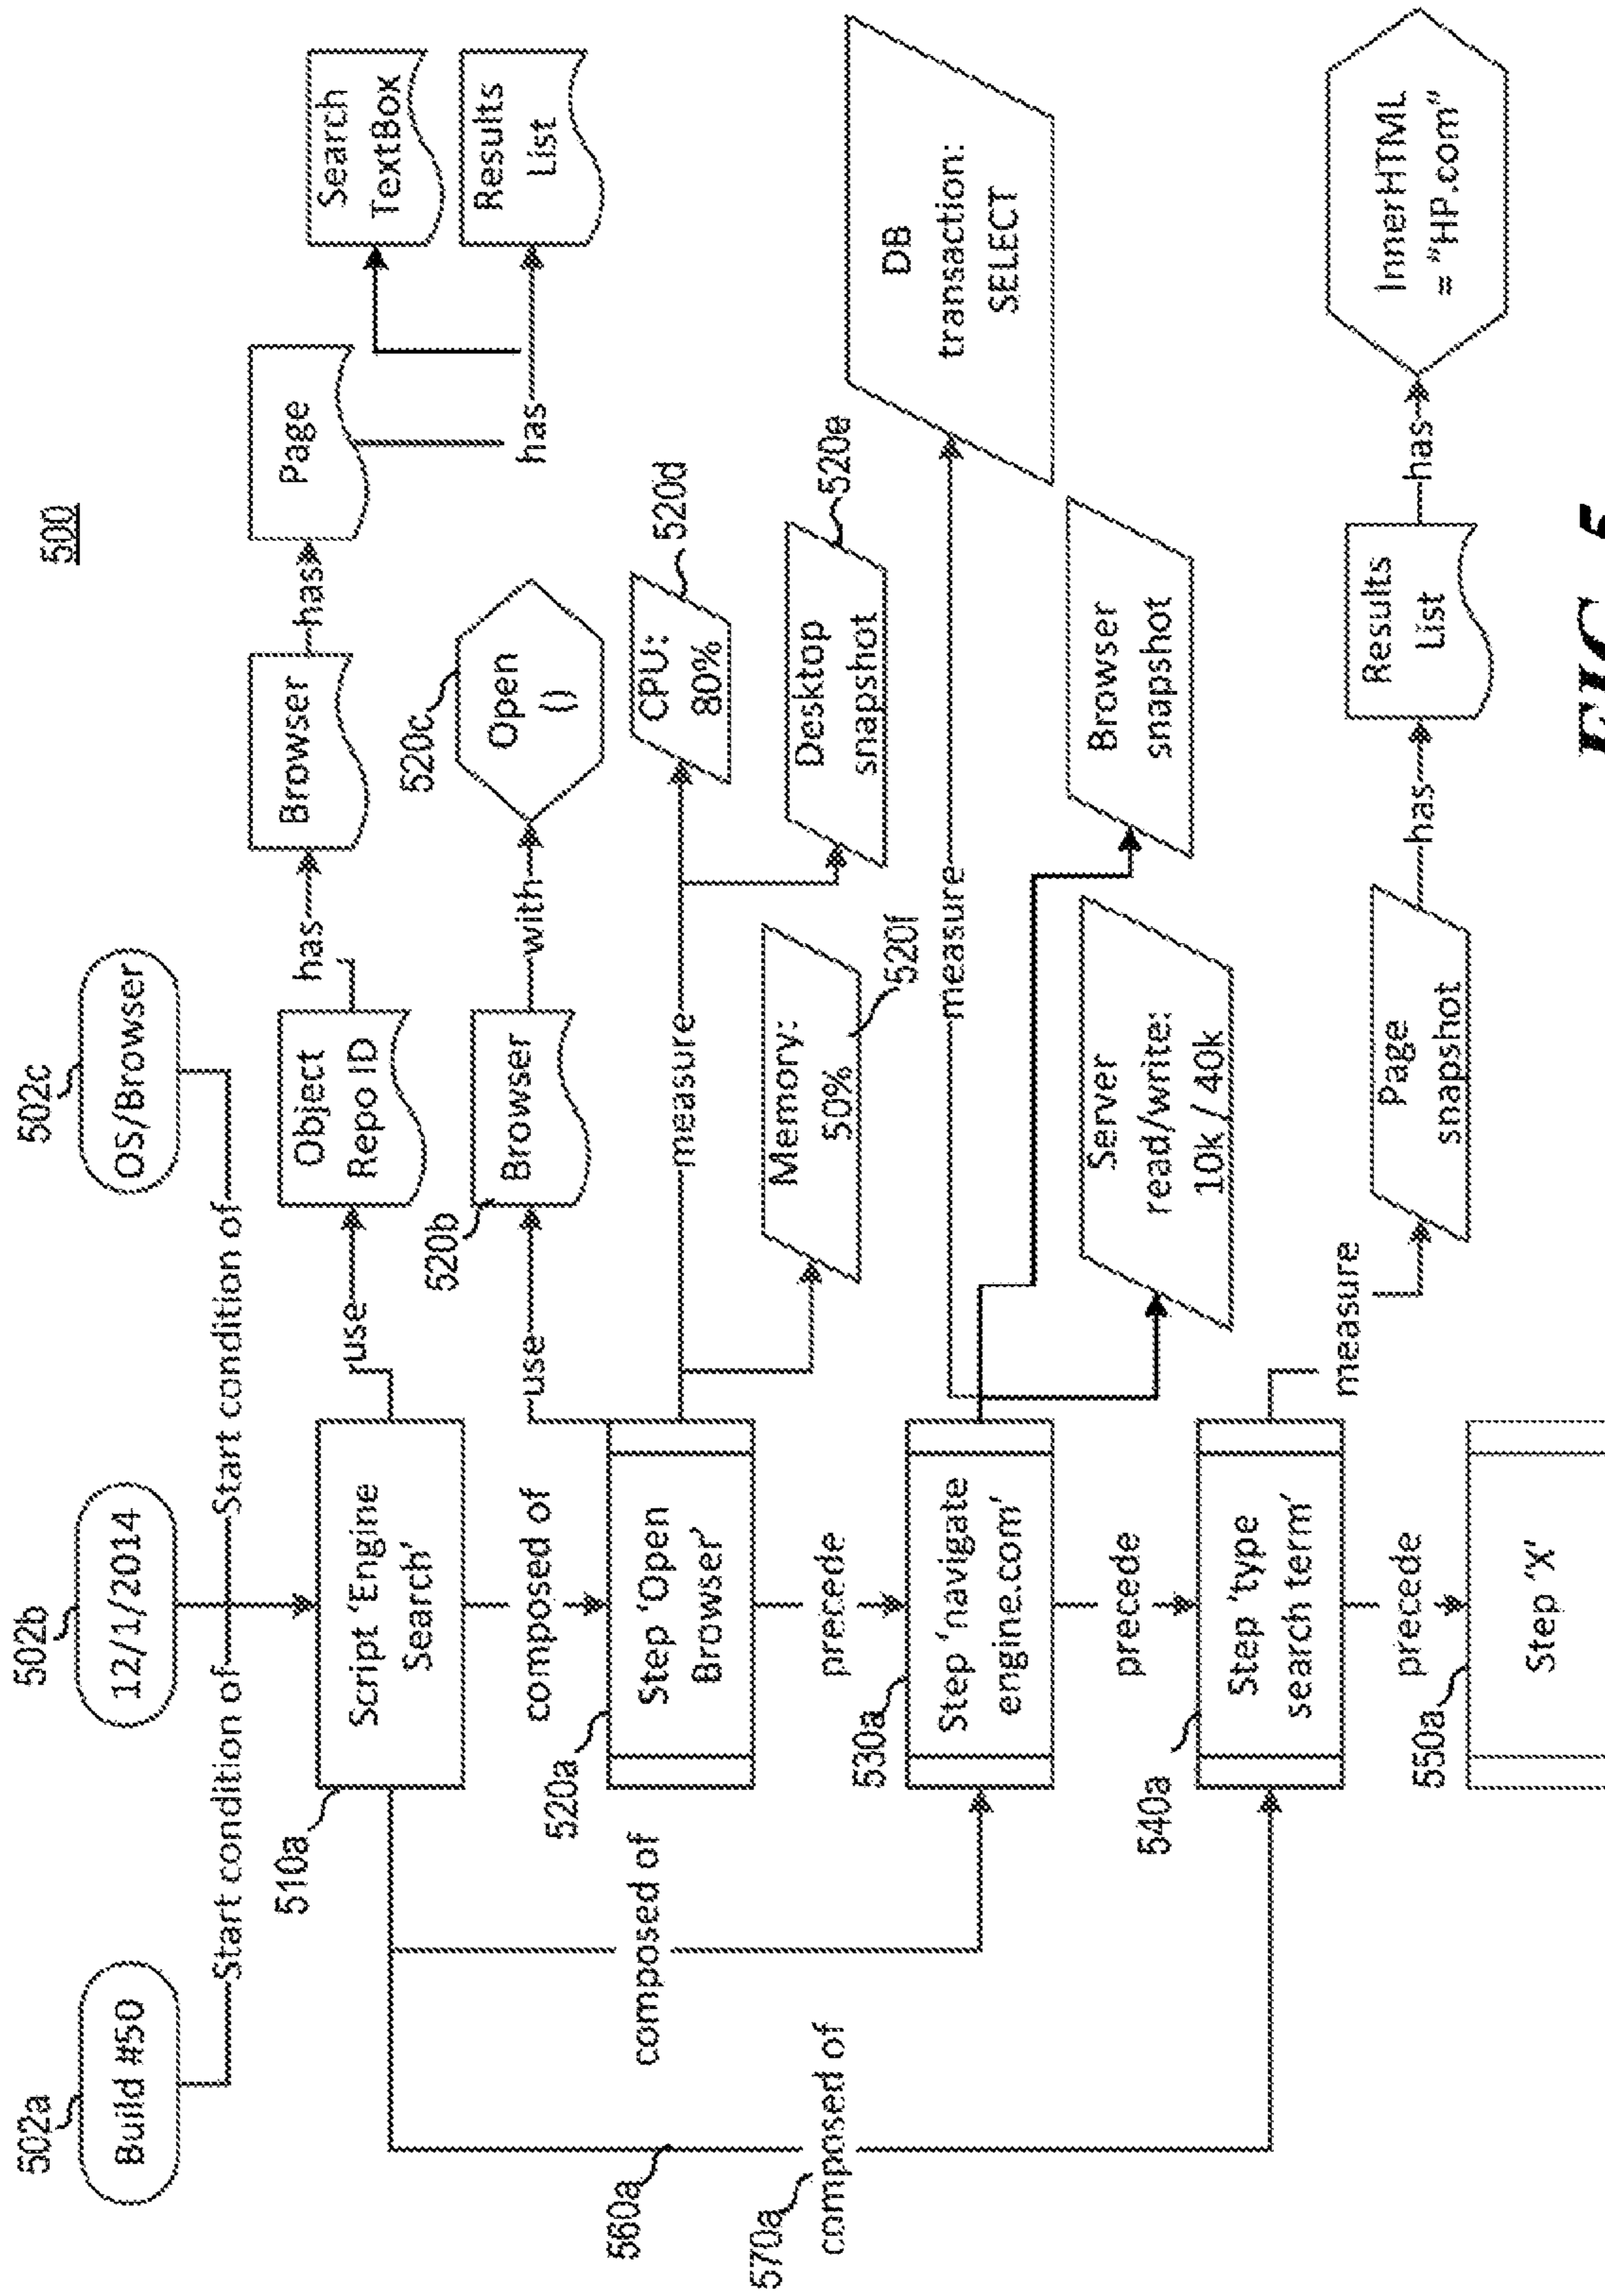 500
502a
502b
502c
Build #50
12/1/2014
OS/Browser
Start condition of
Start condition of
510a
Script 'Engine
Search'
use
Object
Repo ID
has
Browser
has
Page
has
Search
TextBox
Results
List
composed of
520a
Step 'Open
Browser'
use
520b
Browser
with
520c
Open
()
measure
CPU:
80%
520d
Desktop
snapshot
520e
Memory:
50%
520f
560a
composed of
570a
composed of
precede
530a
Step 'navigate
engine.com'
measure
DB
transaction:
SELECT
Browser
snapshot
Server
read/write:
10k / 40k
precede
540a
Step 'type
search term'
measure
Page
snapshot
has
Results
List
has
InnerHTML
= "HP.com"
precede
550a
Step 'X'
FIG. 5